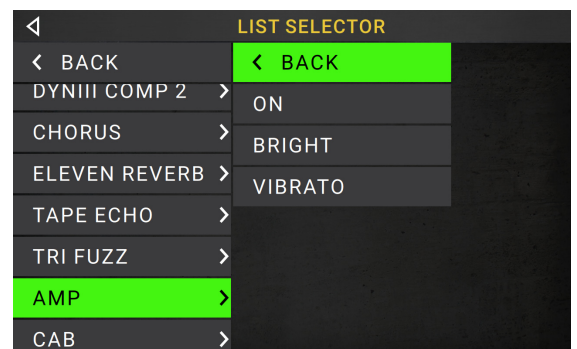 LIST SELECTOR
BACK
DYNIII COMP 2
CHORUS
ELEVEN REVERB
TAPE ECHO
TRI FUZZ
AMP
CAB
BACK
ON
BRIGHT
VIBRATO